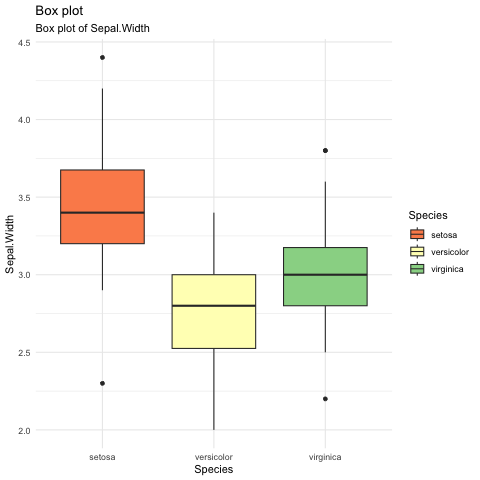 Box plot
Box plot of Sepal.Width
4.5
4.0
3.5
3.0
2.5
2.0
Sepal.Width
setosa
versicolor
virginica
Species
Species
setosa
versicolor
virginica